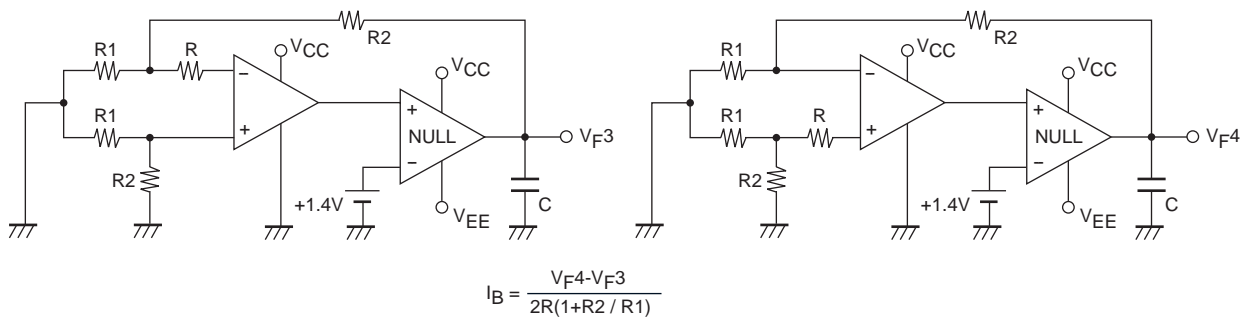 R2
VCC
R1
R
−
VCC
+
R1
+
NULL
VF3
−
R2
+1.4V
C
VEE
R2
VCC
R1
−
VCC
R1
R
+
+
NULL
VF4
−
R2
+1.4V
C
VEE
IB = VF4-VF3
2R(1+R2 / R1)